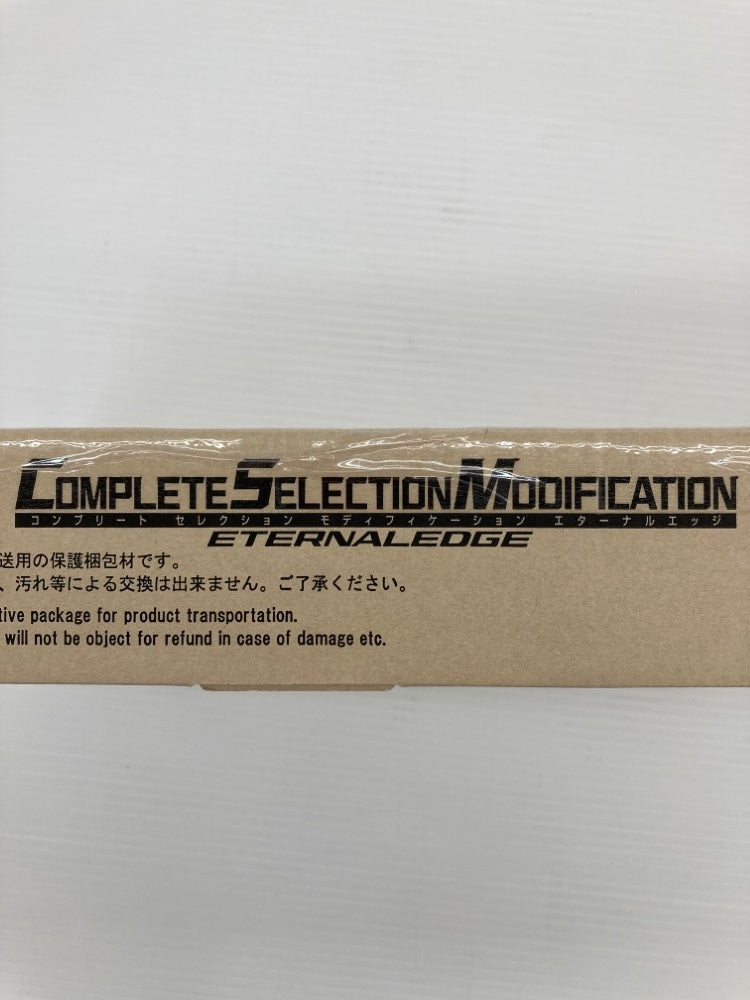 COMPLETE SELECTION MODIFICATION
コンプリート セレクション モディフィケーション エターナルエッジ
ETERNALEDGE
送用の保護梱包材です。
、汚れ等による交換は出来ません。ご了承ください。
tive package for product transportation.
will not be object for refund in case of damage etc.